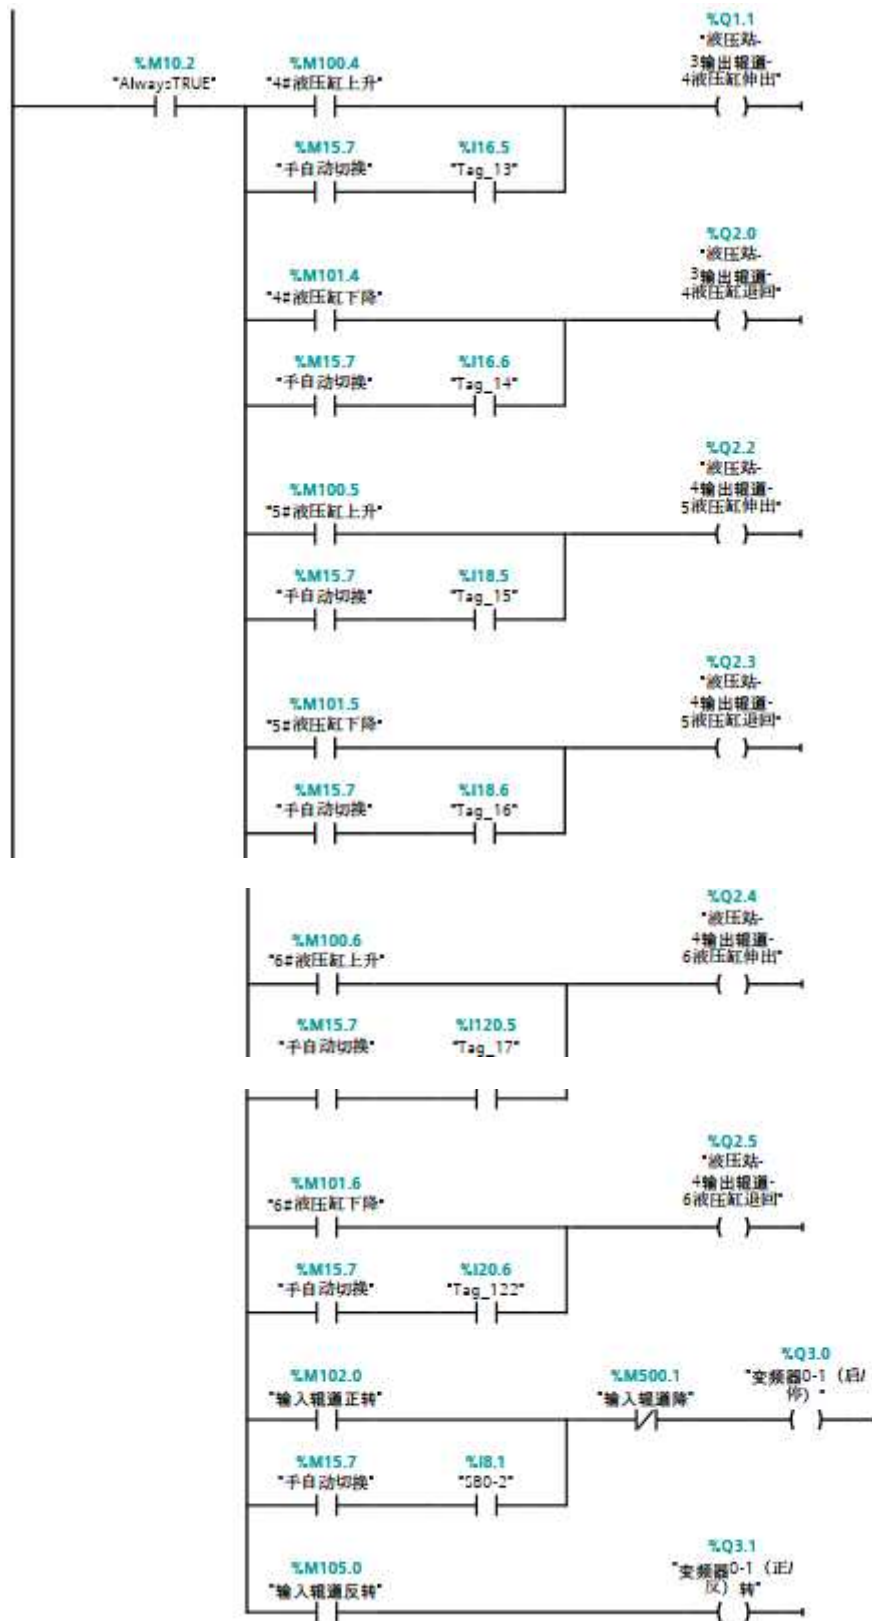 %Q1.1
"液压站-
3输出辊道-
4液压缸伸出"
%M10.2
"AlwaysTRUE"
%M100.4
"4#液压缸上升"
%M15.7
"手自动切换"
%I16.5
"Tag_13"
%Q2.0
"液压站-
3输出辊道-
4液压缸退回"
%M101.4
"4#液压缸下降"
%M15.7
"手自动切换"
%I16.6
"Tag_14"
%Q2.2
"液压站-
4输出辊道-
5液压缸伸出"
%M100.5
"5#液压缸上升"
%M15.7
"手自动切换"
%I18.5
"Tag_15"
%Q2.3
"液压站-
4输出辊道-
5液压缸退回"
%M101.5
"5#液压缸下降"
%M15.7
"手自动切换"
%I18.6
"Tag_16"
%Q2.4
"液压站-
4输出辊道-
6液压缸伸出"
%M100.6
"6#液压缸上升"
%M15.7
"手自动切换"
%I120.5
"Tag_17"
%Q2.5
"液压站-
4输出辊道-
6液压缸退回"
%M101.6
"6#液压缸下降"
%M15.7
"手自动切换"
%I20.6
"Tag_122"
%M102.0
"输入辊道正转"
%M500.1
"输入辊道降"
%Q3.0
"变频器0-1（启/
停）"
%M15.7
"手自动切换"
%I8.1
"SB0-2"
%M105.0
"输入辊道反转"
%Q3.1
"变频器0-1（正/
反）转"